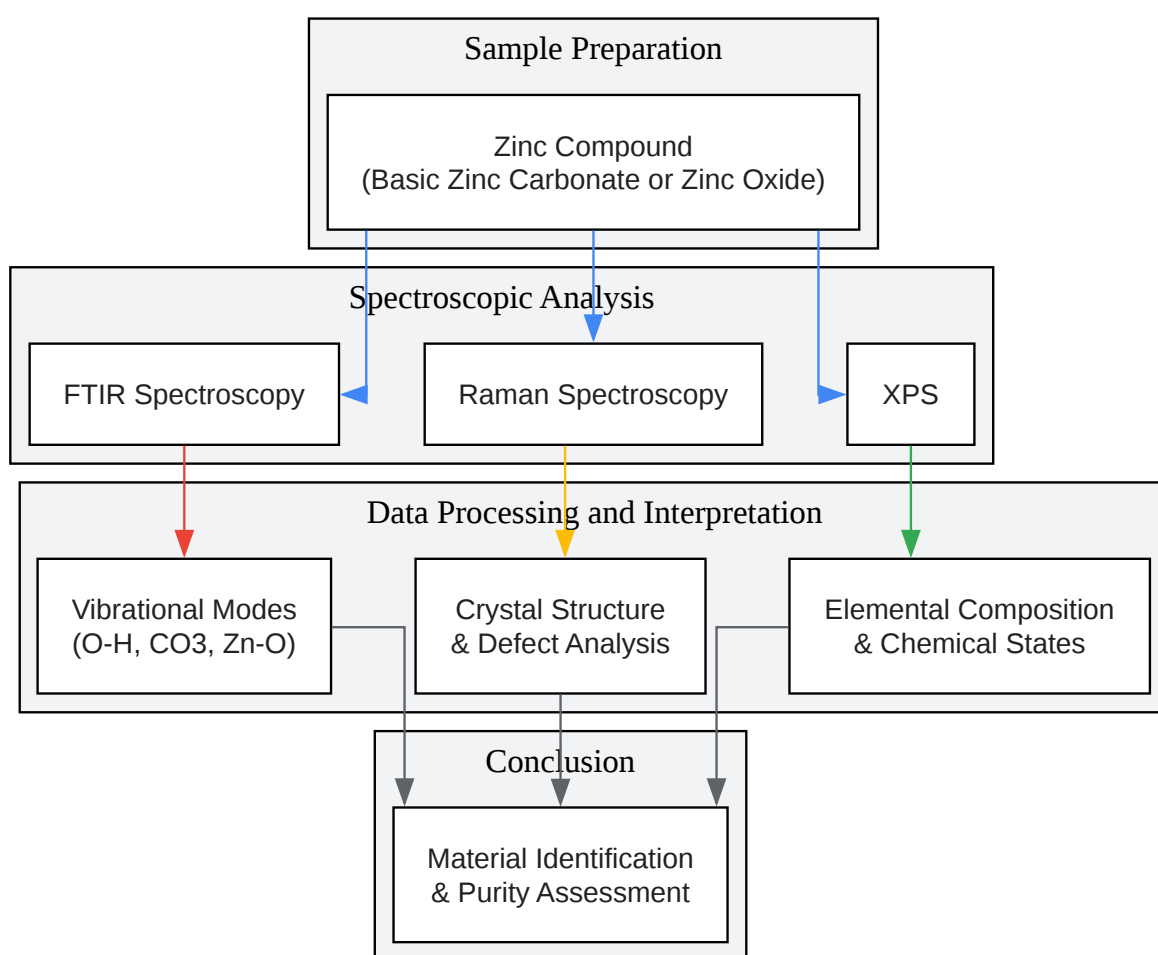 Sample Preparation
Zinc Compound
(Basic Zinc Carbonate or Zinc Oxide)
Spectroscopic Analysis
FTIR Spectroscopy
Raman Spectroscopy
XPS
Data Processing and Interpretation
Vibrational Modes
(O-H, CO3, Zn-O)
Crystal Structure
& Defect Analysis
Elemental Composition
& Chemical States
Conclusion
Material Identification
& Purity Assessment